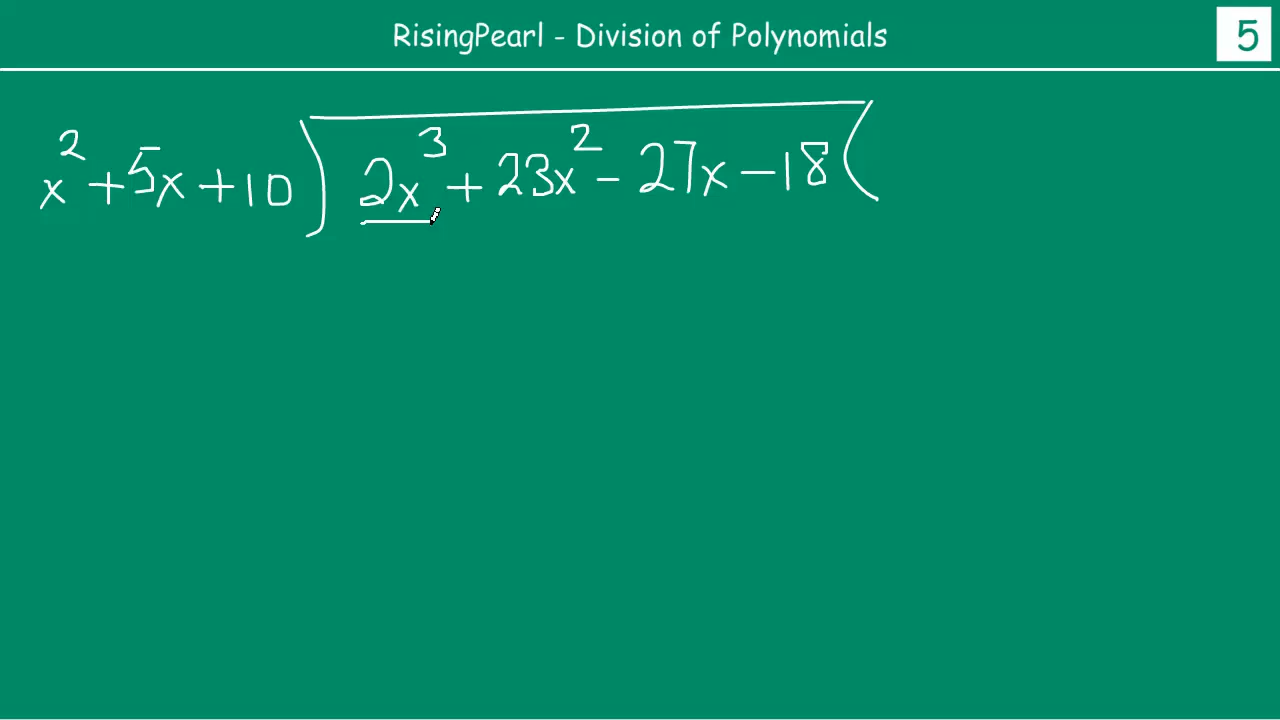 RisingPearl - Division of Polynomials
5
x² + 5x + 10 ) 2x³ + 23x² - 27x - 18 (